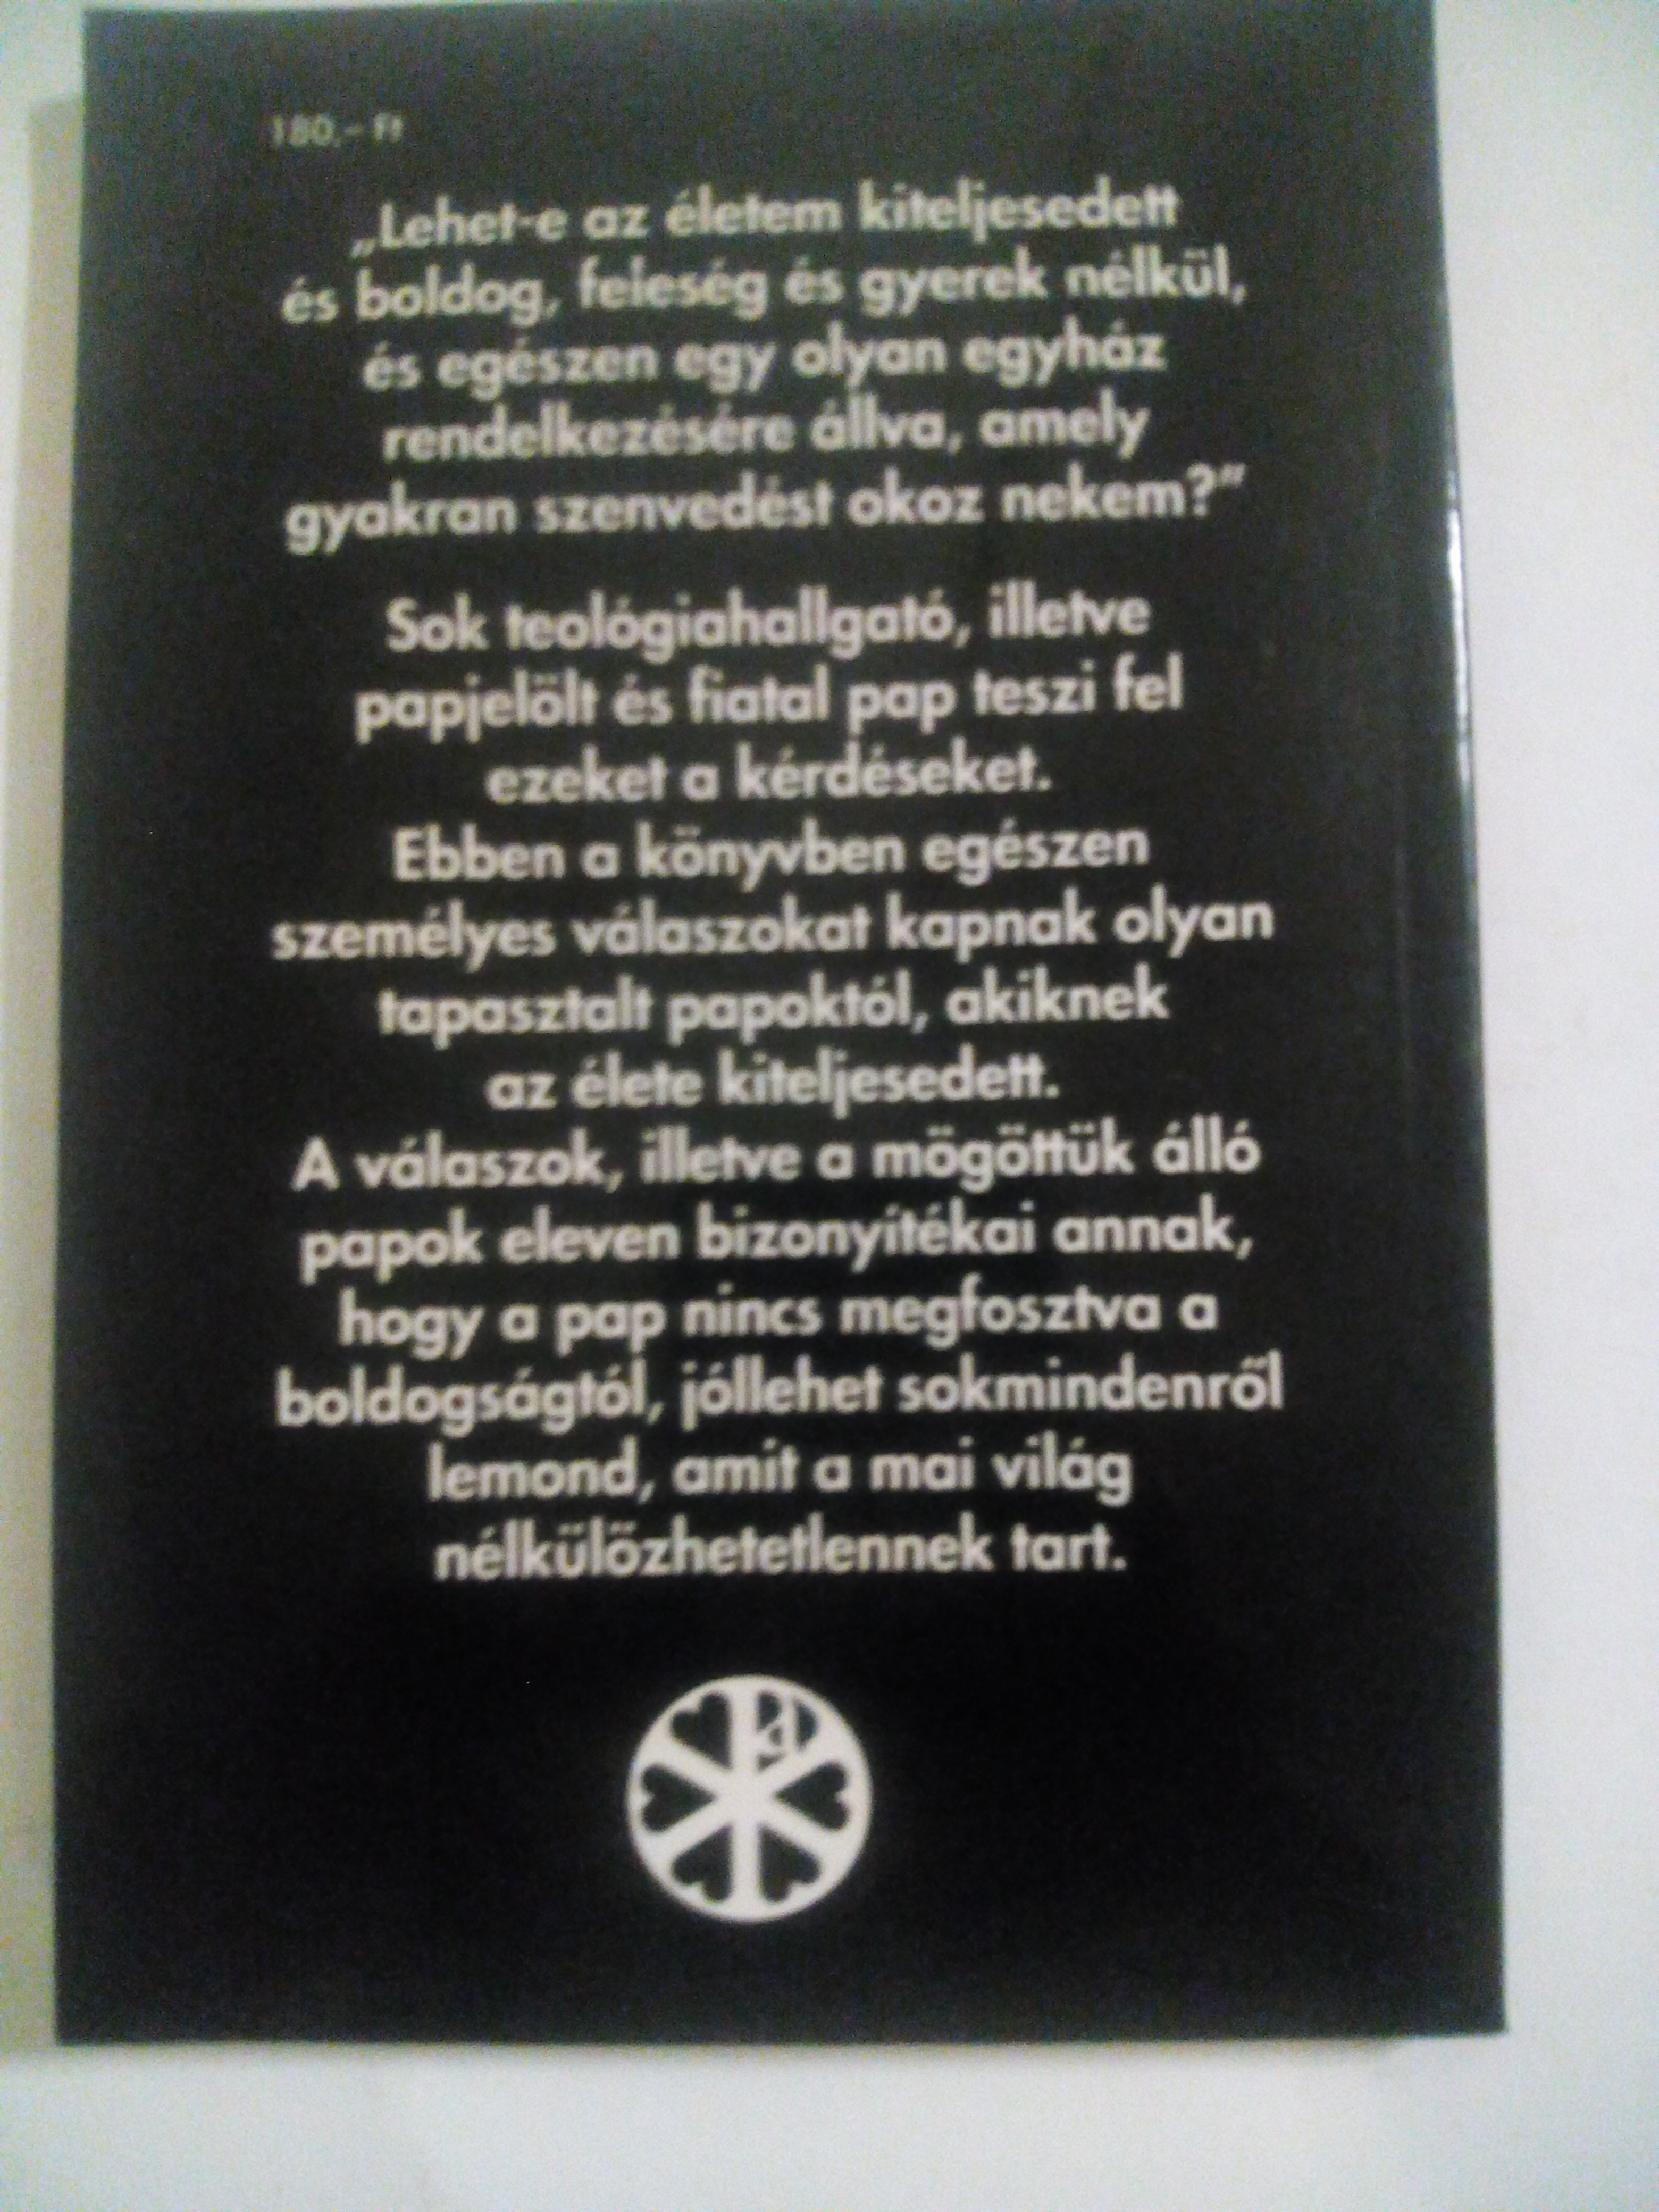 180,– Ft
„Lehet-e az életem kiteljesedett
és boldog, feleség és gyerek nélkül,
és egészen egy olyan egyház
rendelkezésére állva, amely
gyakran szenvedést okoz nekem?”
Sok teológiahallgató, illetve
papjelölt és fiatal pap teszi fel
ezeket a kérdéseket.
Ebben a könyvben egészen
személyes válaszokat kapnak olyan
tapasztalt papoktól, akiknek
az élete kiteljesedett.
A válaszok, illetve a mögöttük álló
papok eleven bizonyítékai annak,
hogy a pap nincs megfosztva a
boldogságtól, jóllehet sokmindenről
lemond, amit a mai világ
nélkülözhetetlennek tart.